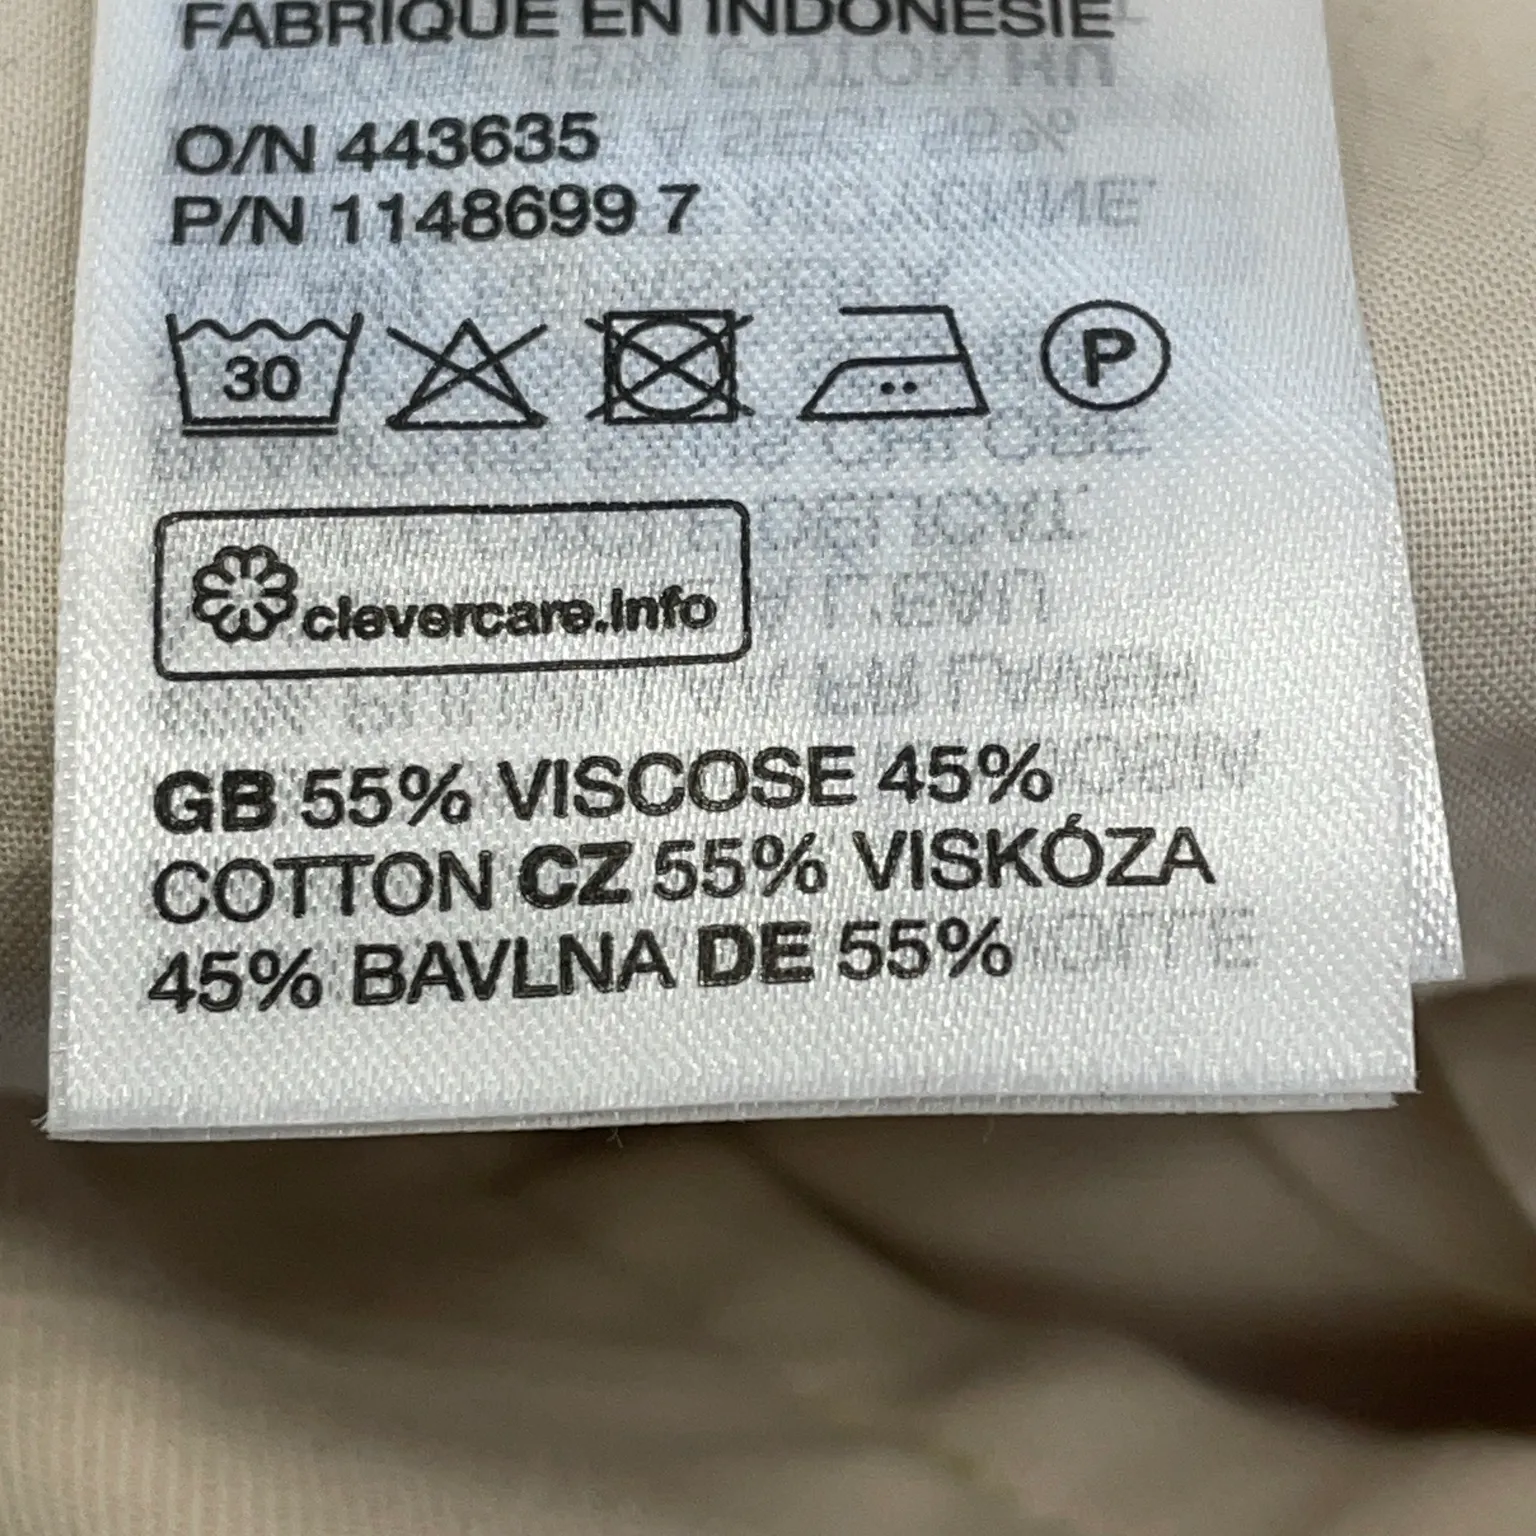 FABRIQUE EN INDONÉSIE
O/N 443635
P/N 1148699 7
30
P
clevercare.info
GB 55% VISCOSE 45%
COTTON CZ 55% VISKÓZA
45% BAVLNA DE 55%